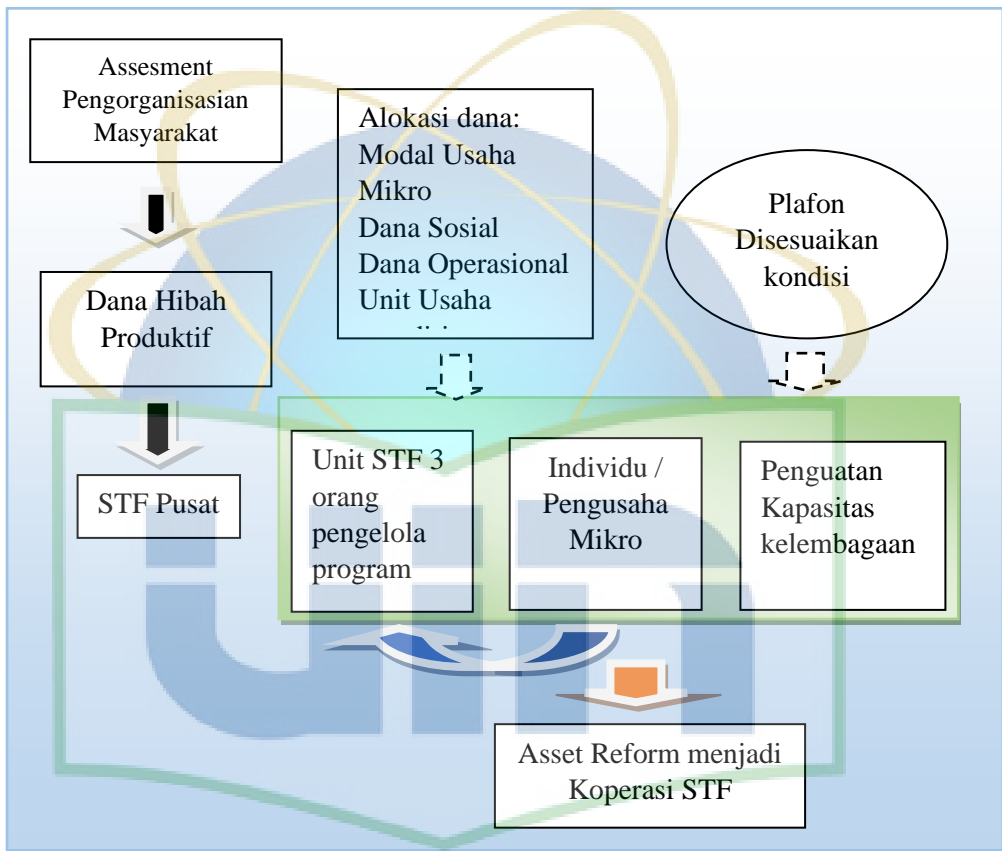 Assesment
Pengorganisasian
Masyarakat
Alokasi dana:
Modal Usaha
Mikro
Dana Sosial
Dana Operasional
Unit Usaha
Plafon
Disesuaikan
kondisi
Dana Hibah
Produktif
STF Pusat
Unit STF 3
orang
pengelola
program
Individu /
Pengusaha
Mikro
Penguatan
Kapasitas
kelembagaan
Asset Reform menjadi
Koperasi STF
uin